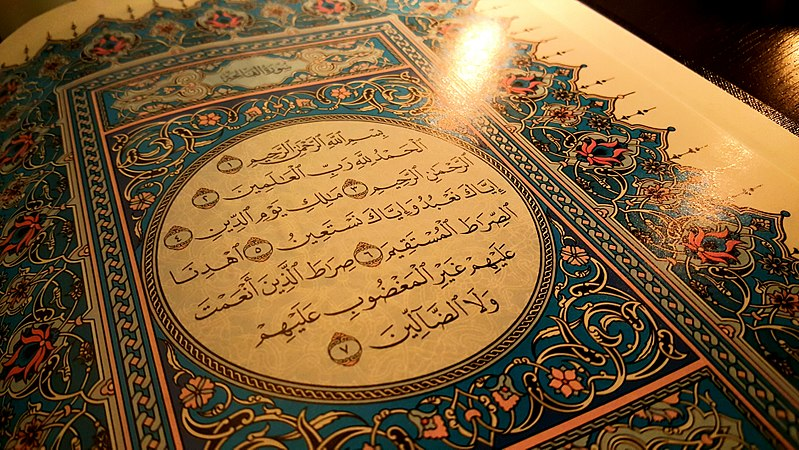 سُورَةُ الفَاتِحَةِ
بِسْمِ ٱللَّهِ ٱلرَّحْمَٰنِ ٱلرَّحِيمِ ١
ٱلْحَمْدُ لِلَّهِ رَبِّ ٱلْعَٰلَمِينَ ٢
ٱلرَّحْمَٰنِ ٱلرَّحِيمِ ٣ مَٰلِكِ يَوْمِ ٱلدِّينِ ٤
إِيَّاكَ نَعْبُدُ وَإِيَّاكَ نَسْتَعِينُ ٥ ٱهْدِنَا
ٱلصِّرَٰطَ ٱلْمُسْتَقِيمَ ٦ صِرَٰطَ ٱلَّذِينَ أَنْعَمْتَ
عَلَيْهِمْ غَيْرِ ٱلْمَغْضُوبِ عَلَيْهِمْ
وَلَا ٱلضَّآلِّينَ ٧